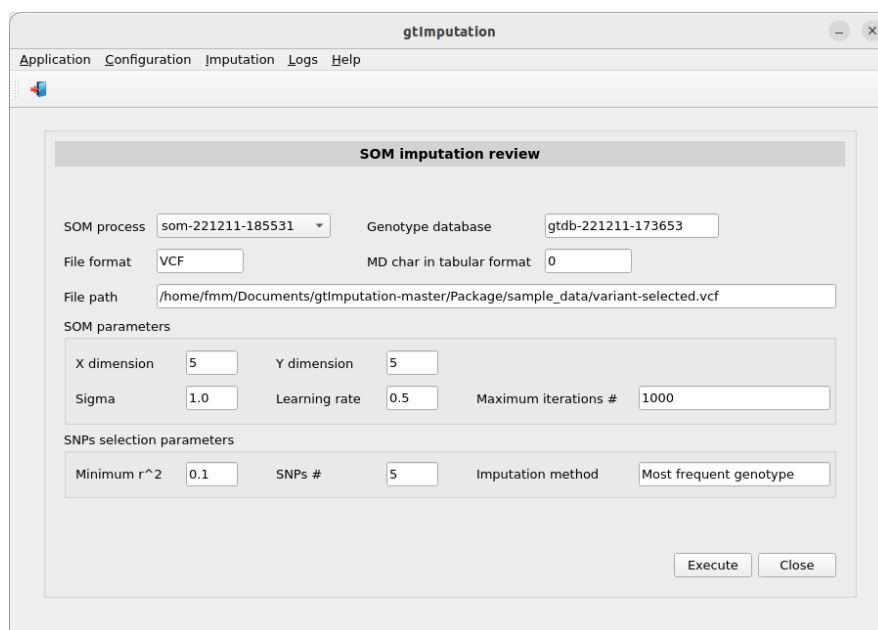 gtImputation
Application Configuration Imputation Logs Help
SOM imputation review
SOM process som-221211-185531 Genotype database gtdb-221211-173653
File format VCF MD char in tabular format 0
File path /home/fmm/Documents/gtImputation-master/Package/sample_data/variant-selected.vcf
SOM parameters
X dimension 5 Y dimension 5
Sigma 1.0 Learning rate 0.5 Maximum iterations # 1000
SNPs selection parameters
Minimum r^2 0.1 SNPs # 5 Imputation method Most frequent genotype
Execute Close